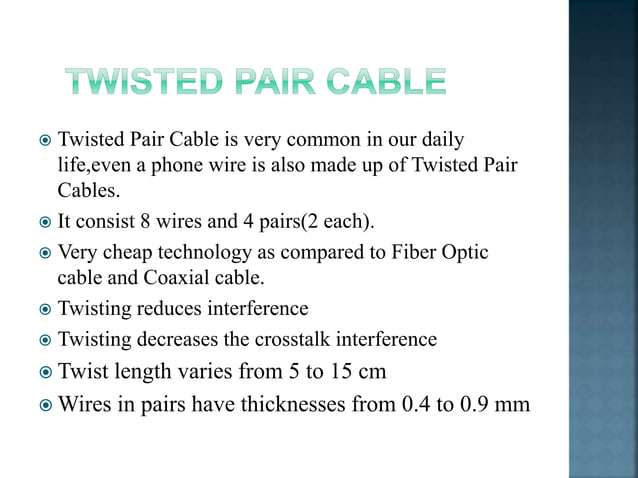 TWISTED PAIR CABLE
Twisted Pair Cable is very common in our daily
life,even a phone wire is also made up of Twisted Pair
Cables.
It consist 8 wires and 4 pairs(2 each).
Very cheap technology as compared to Fiber Optic
cable and Coaxial cable.
Twisting reduces interference
Twisting decreases the crosstalk interference
Twist length varies from 5 to 15 cm
Wires in pairs have thicknesses from 0.4 to 0.9 mm